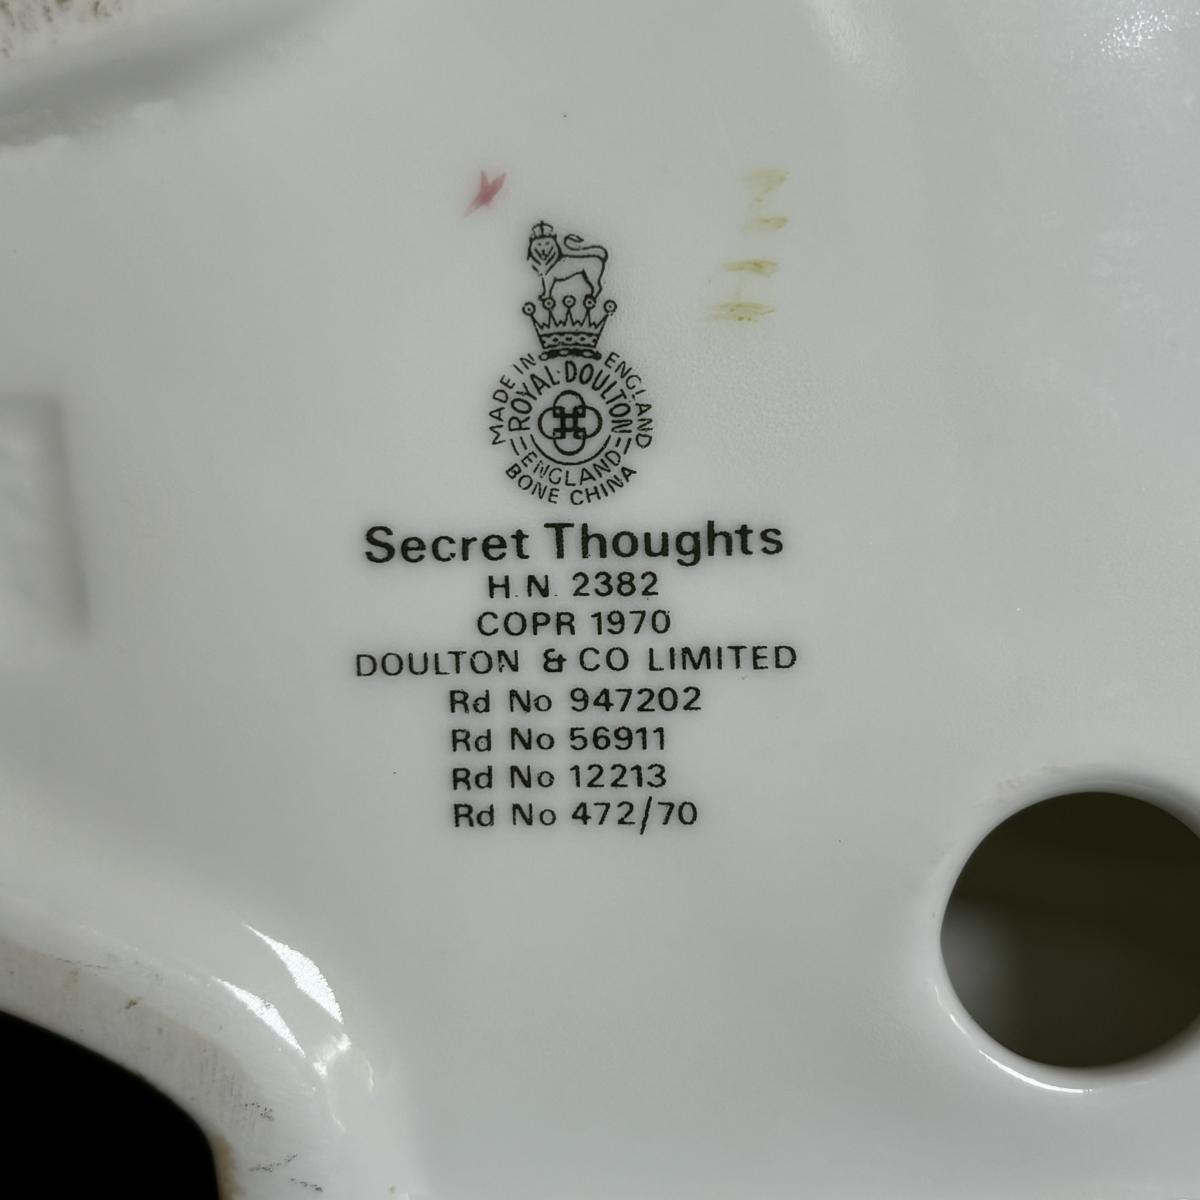 MADE IN ENGLAND
ROYAL·DOULTON
ENGLAND
BONE CHINA
Secret Thoughts
H.N. 2382
COPR 1970
DOULTON & CO LIMITED
Rd No 947202
Rd No 56911
Rd No 12213
Rd No 472/70